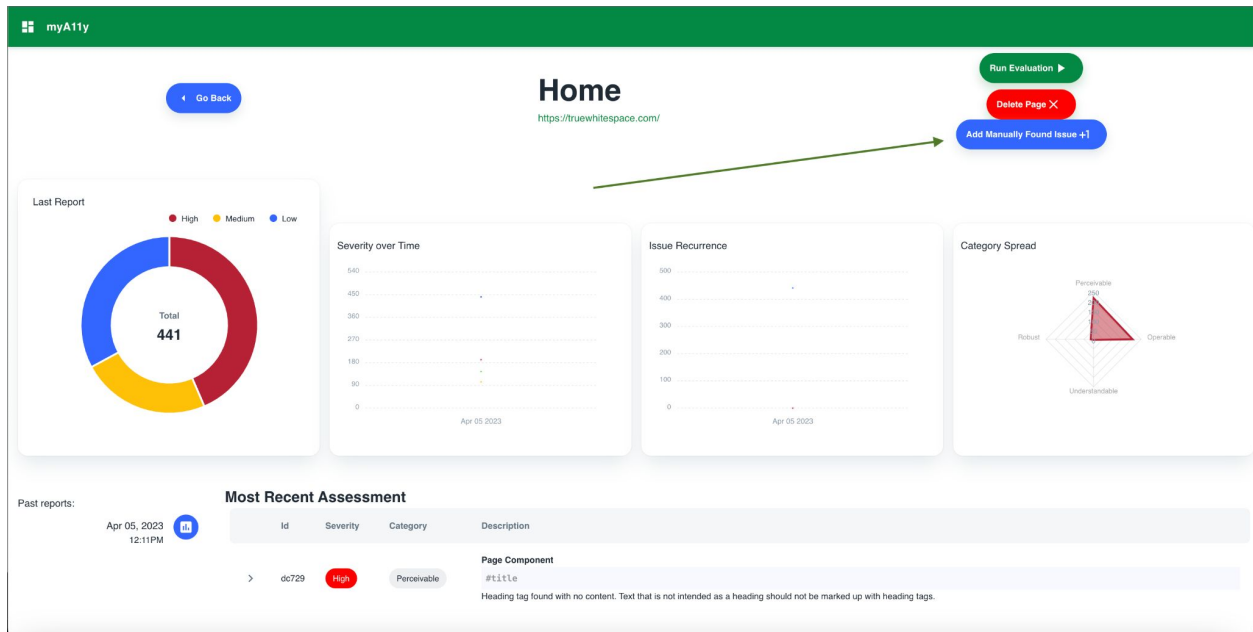 myA11y
Go Back
Home
https://truewhitespace.com/
Run Evaluation
Delete Page
Add Manually Found Issue +1
Last Report
High Medium Low
Total
441
Severity over Time
540
450
360
270
180
90
0
Apr 05 2023
Issue Recurrence
500
400
300
200
100
0
Apr 05 2023
Category Spread
Perceivable
250
Robust
Operable
Understandable
Past reports:
Apr 05, 2023
12:11PM
Most Recent Assessment
Id Severity Category Description
Page Component
dc729 High Perceivable #title
Heading tag found with no content. Text that is not intended as a heading should not be marked up with heading tags.